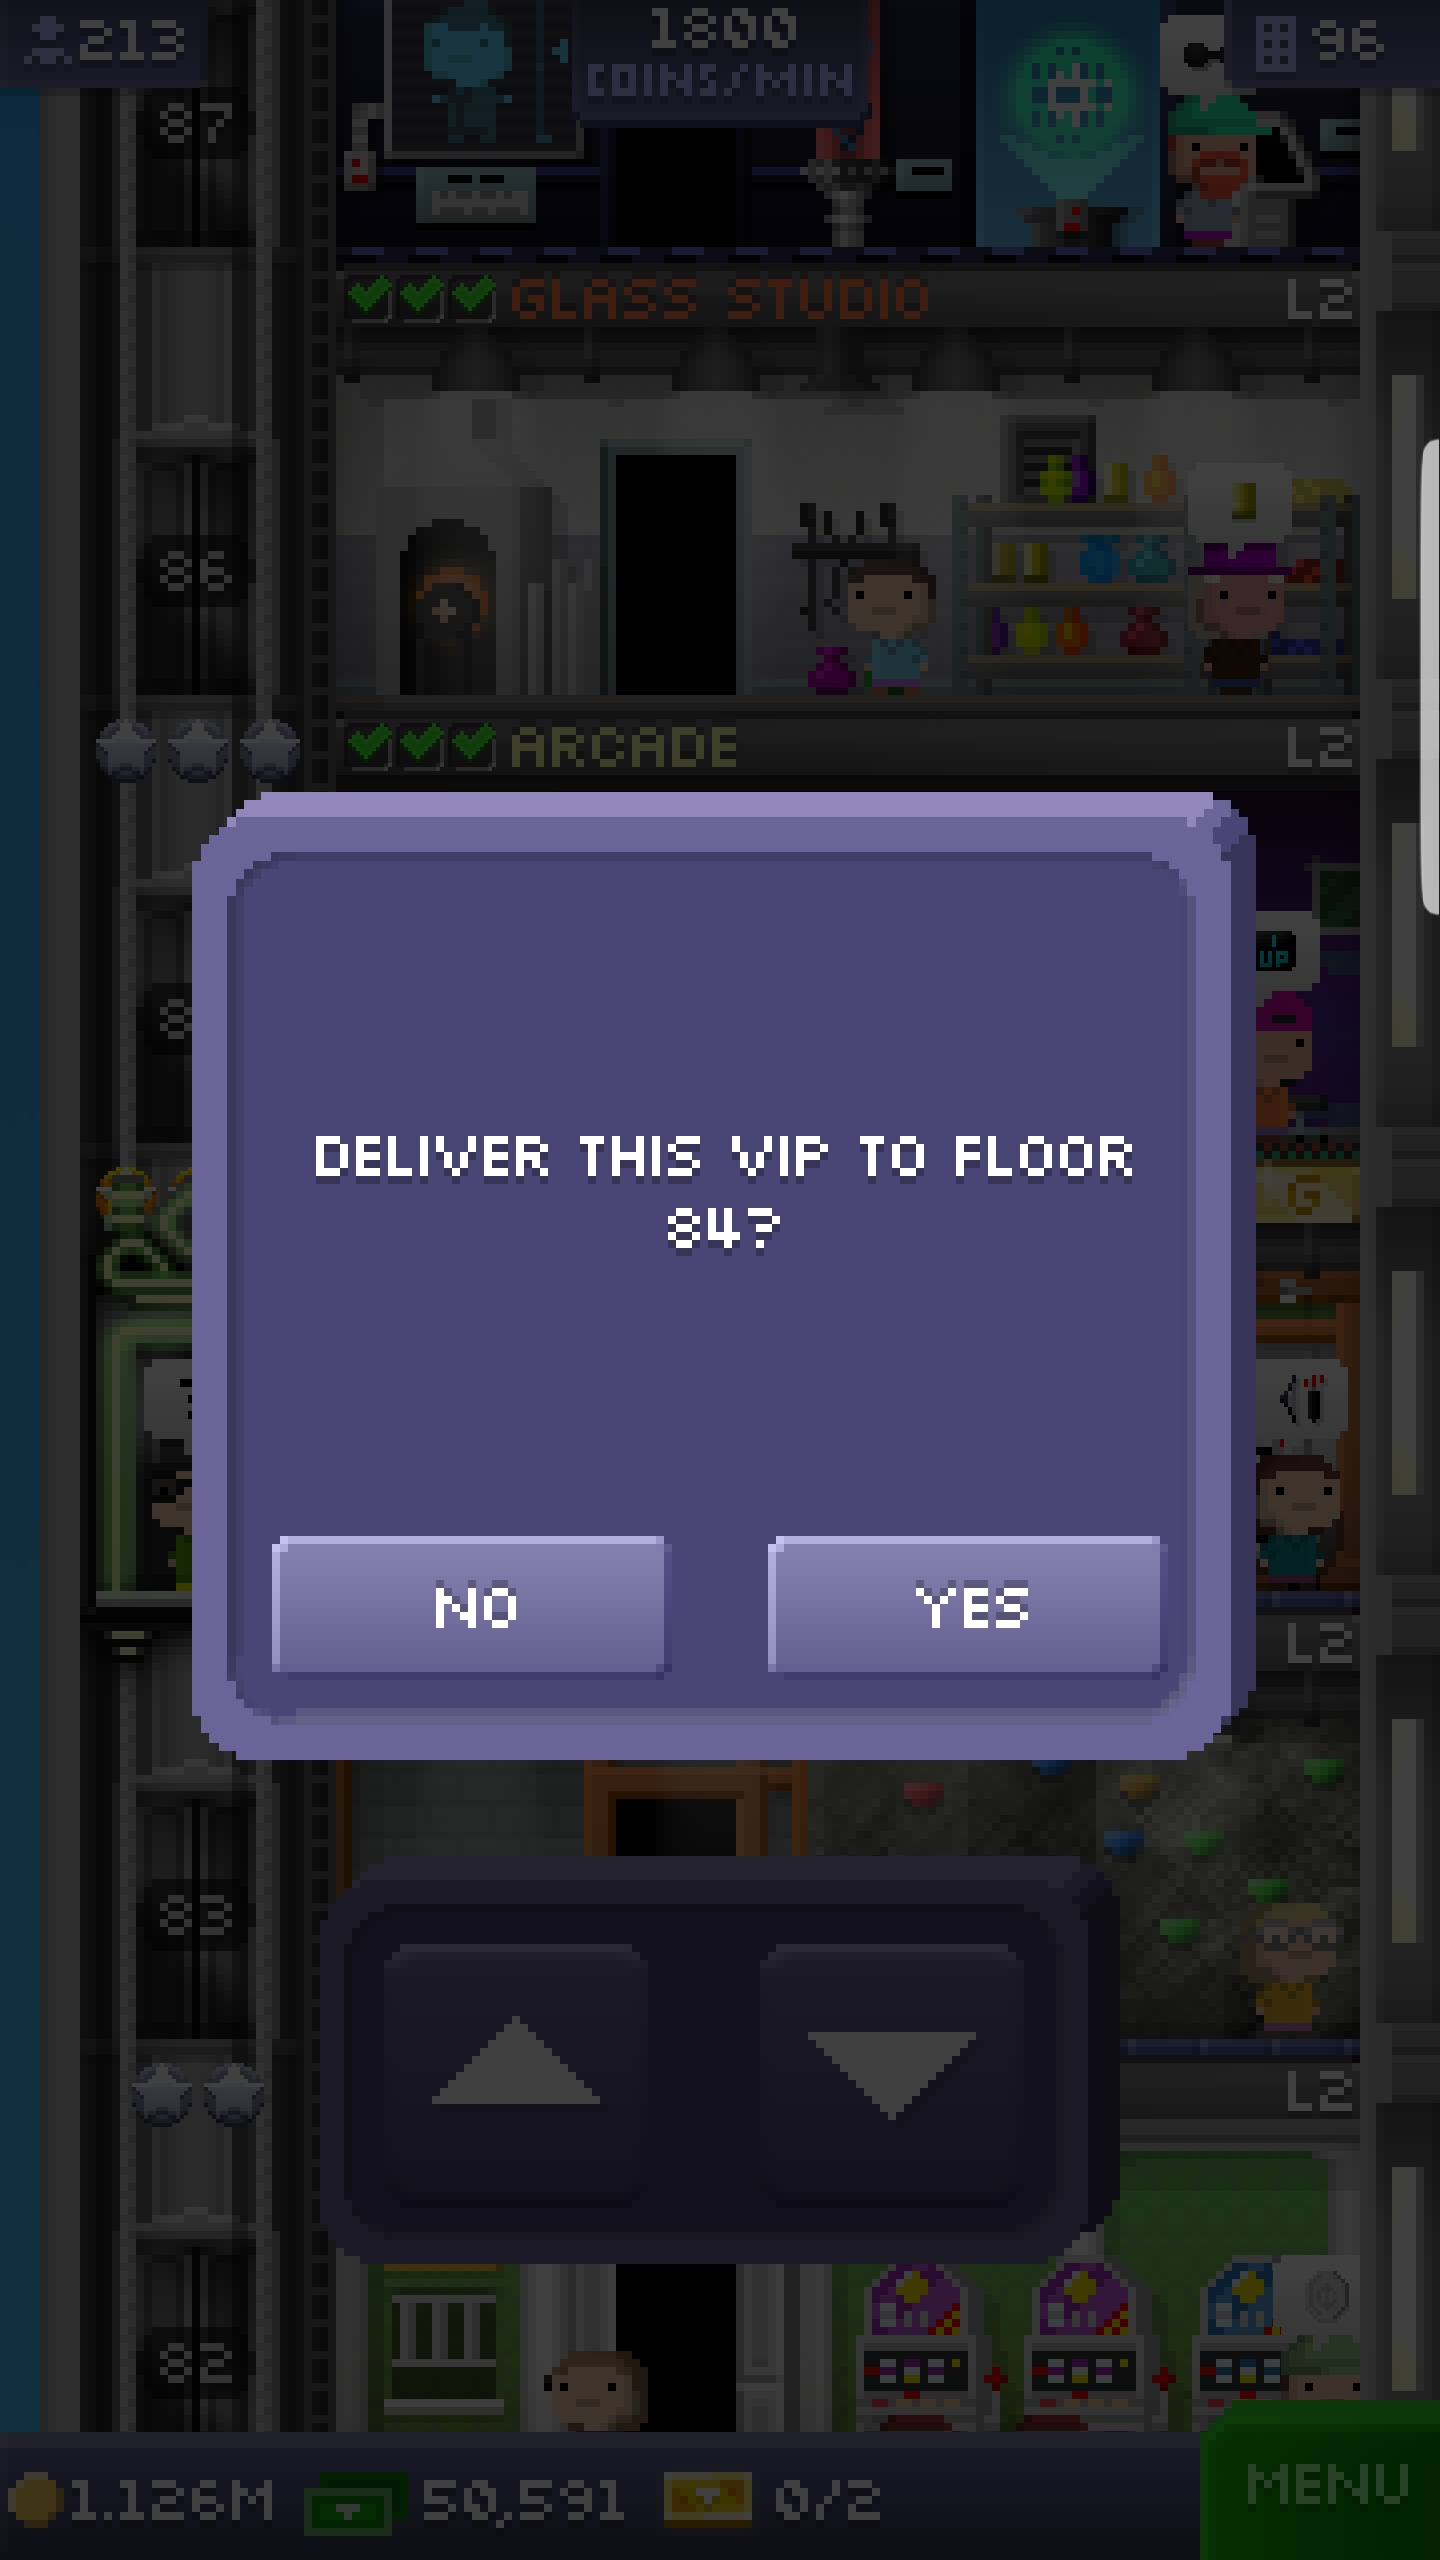 213
1800
COINS/MIN
96
87
GLASS STUDIO
L2
86
ARCADE
L2
UP
G
DELIVER THIS VIP TO FLOOR
84?
NO
YES
L2
83
L2
82
1.126M
50,591
0/2
MENU